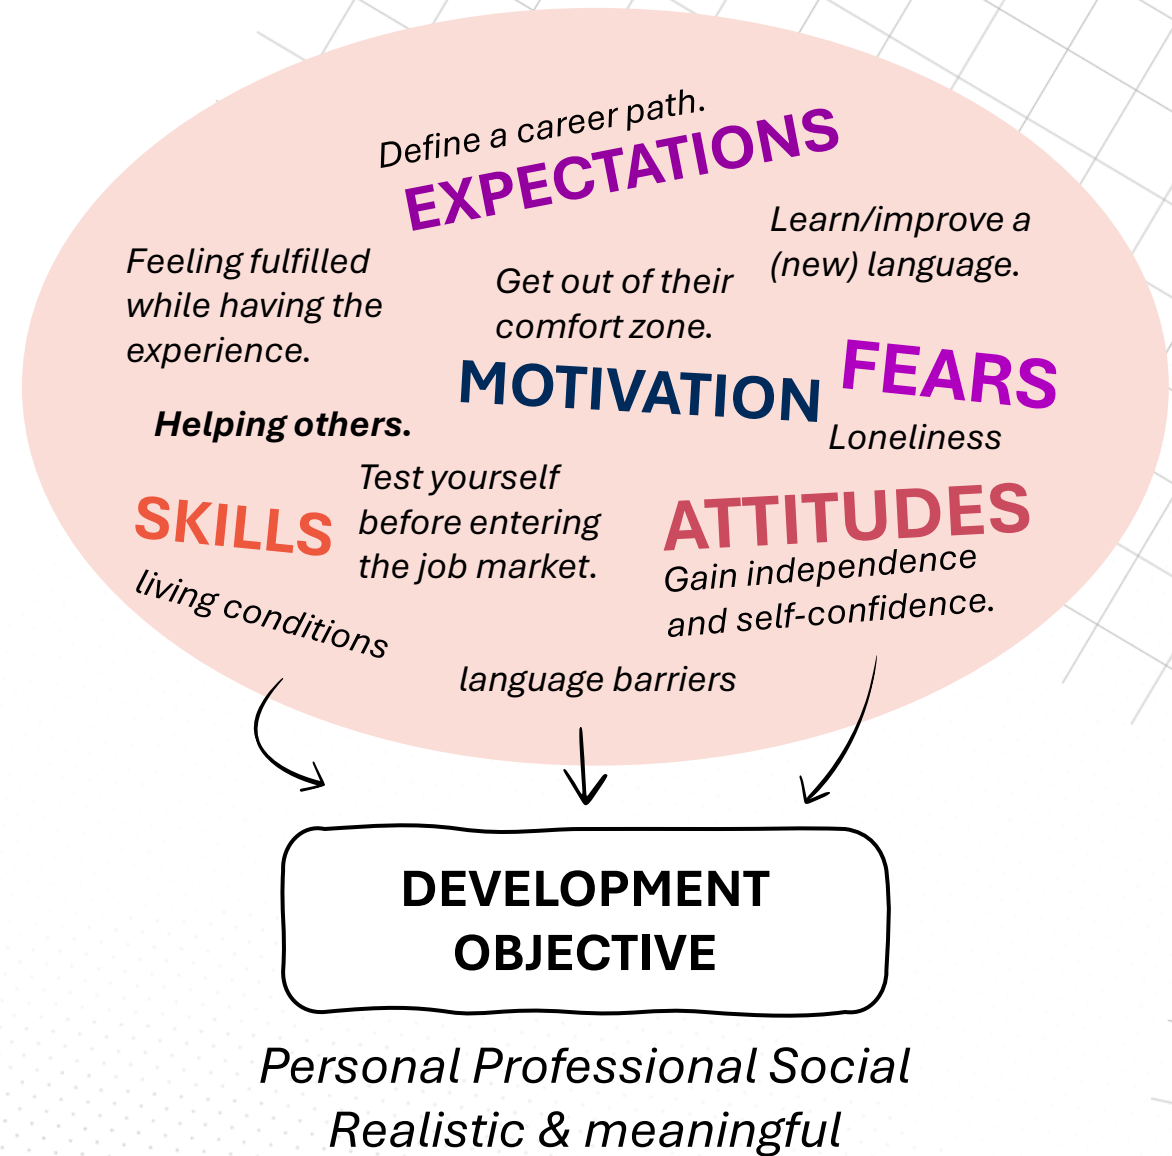 Define a career path.
EXPECTATIONS
Learn/improve a
(new) language.
Feeling fulfilled
while having the
experience.
Get out of their
comfort zone.
MOTIVATION
FEARS
Loneliness
Helping others.
SKILLS
Test yourself
before entering
the job market.
ATTITUDES
Gain independence
and self-confidence.
living conditions
language barriers
DEVELOPMENT
OBJECTIVE
Personal Professional Social
Realistic & meaningful